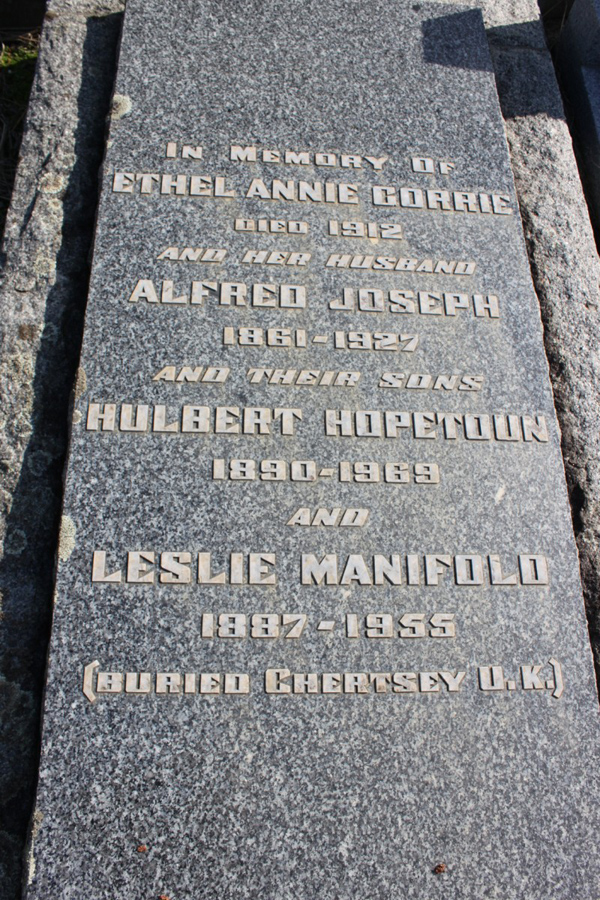 In Memory Of
ETHEL ANNIE CORRIE
DIED 1912
AND HER HUSBAND
ALFRED JOSEPH
1861-1927
AND THEIR SONS
HULBERT HOPETOUN
1890-1969
AND
LESLIE MANIFOLD
1887-1955
(BURIED CHERTSEY U.K.)